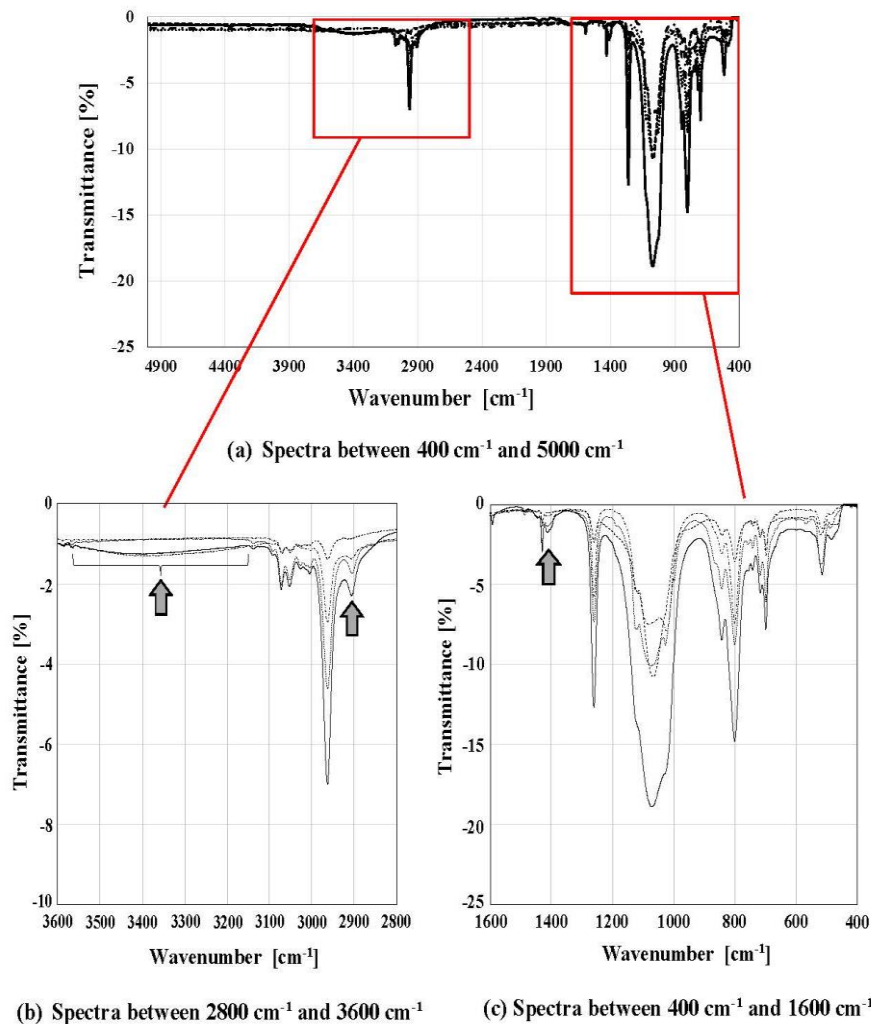 0
-5
-10
-15
-20
-25
Transmittance [%]
4900 4400 3900 3400 2900 2400 1900 1400 900 400
Wavenumber [cm-1]
(a) Spectra between 400 cm-1 and 5000 cm-1
0
-2
-4
-6
-8
-10
Transmittance [%]
3600 3500 3400 3300 3200 3100 3000 2900 2800
Wavenumber [cm-1]
(b) Spectra between 2800 cm-1 and 3600 cm-1
0
-5
-10
-15
-20
-25
Transmittance [%]
1600 1400 1200 1000 800 600 400
Wavenumber [cm-1]
(c) Spectra between 400 cm-1 and 1600 cm-1